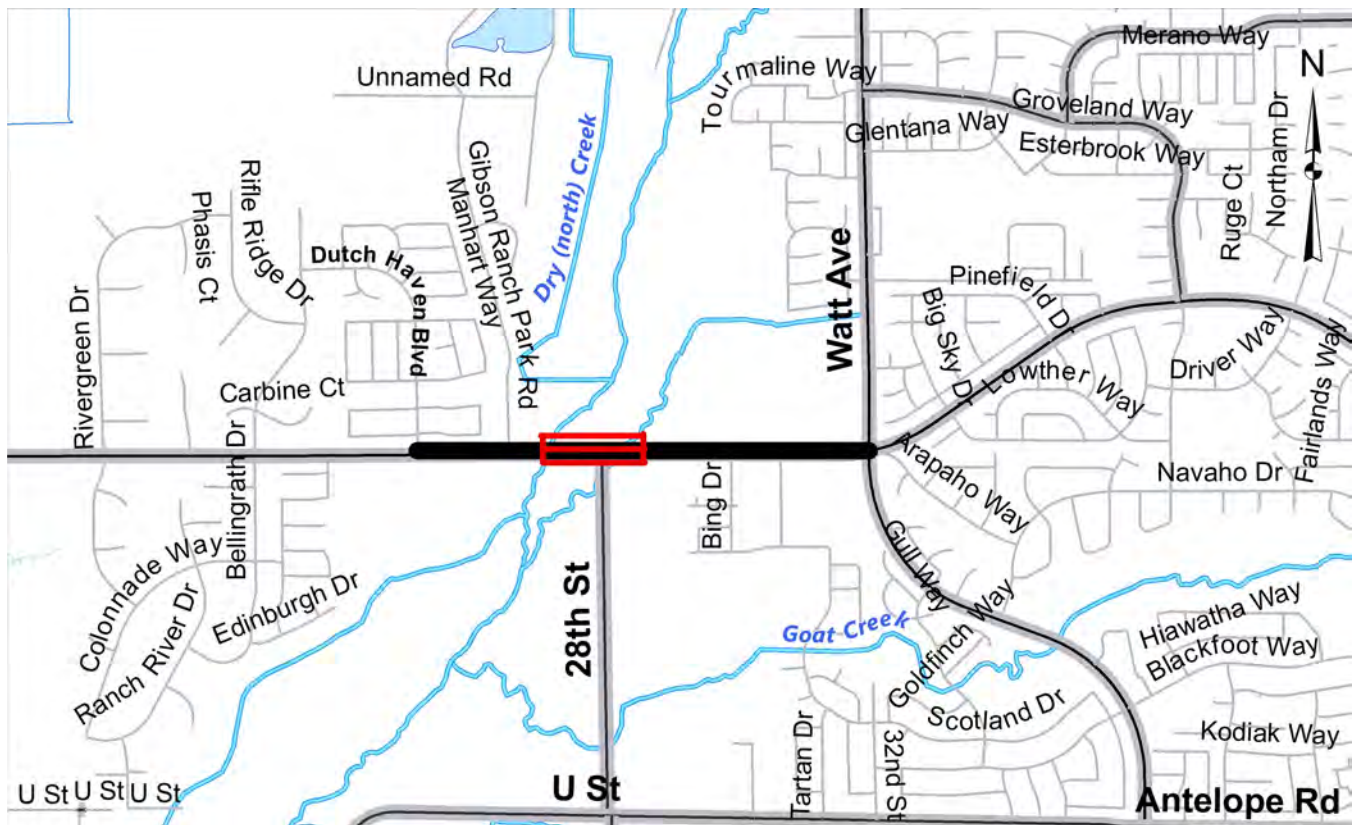 Merano Way
Unnamed Rd
Tourmaline Way
N
Groveland Way
Glentana Way
Esterbrook Way
Northam Dr
Ruge Ct
Gibson Ranch Park Rd
Manhart Way
Dry (north) Creek
Rifle Ridge Dr
Phasis Ct
Dutch Haven Blvd
Rivergreen Dr
Watt Ave
Pinefield Dr
Big Sky Dr
Lowther Way
Driver Way
Fairlands Way
Carbine Ct
Bellingrath Dr
Arapaho Way
Navaho Dr
Bing Dr
Gull Way
Colonnade Way
Edinburgh Dr
Ranch River Dr
28th St
Goat Creek
Goldfinch Way
Hiawatha Way
Blackfoot Way
Scotland Dr
Kodiak Way
Tartan Dr
32nd St
U St U St U St
U St
Antelope Rd